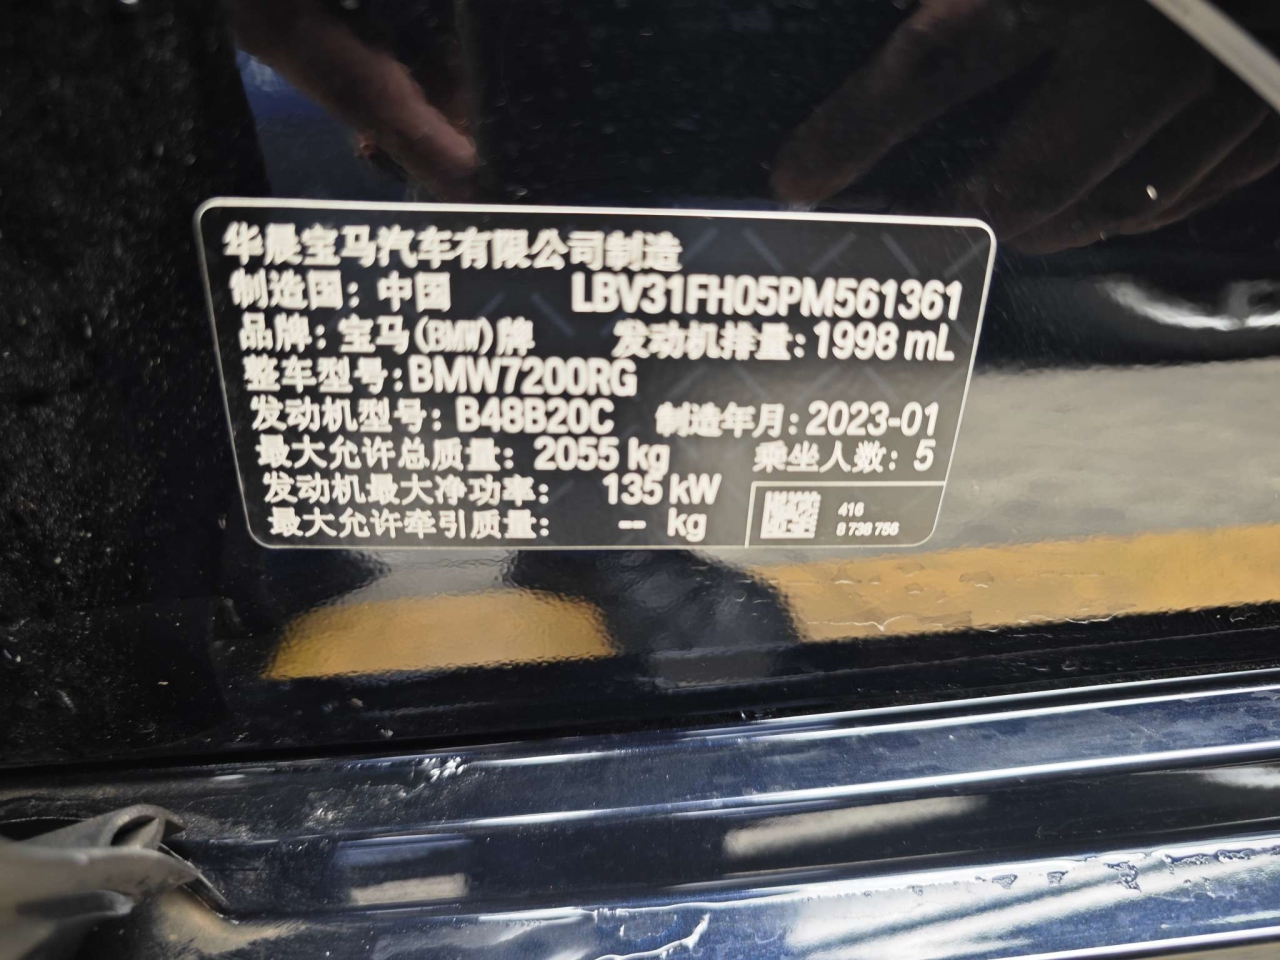 华晨宝马汽车有限公司制造
制造国：中国 LBV31FH05PM561361
品牌：宝马(BMW)牌 发动机排量：1998 mL
整车型号：BMW7200RG
发动机型号：B48B20C 制造年月：2023-01
最大允许总质量：2055 kg 乘坐人数：5
发动机最大净功率：135 kW
最大允许牵引质量：-- kg
416
8 738 756